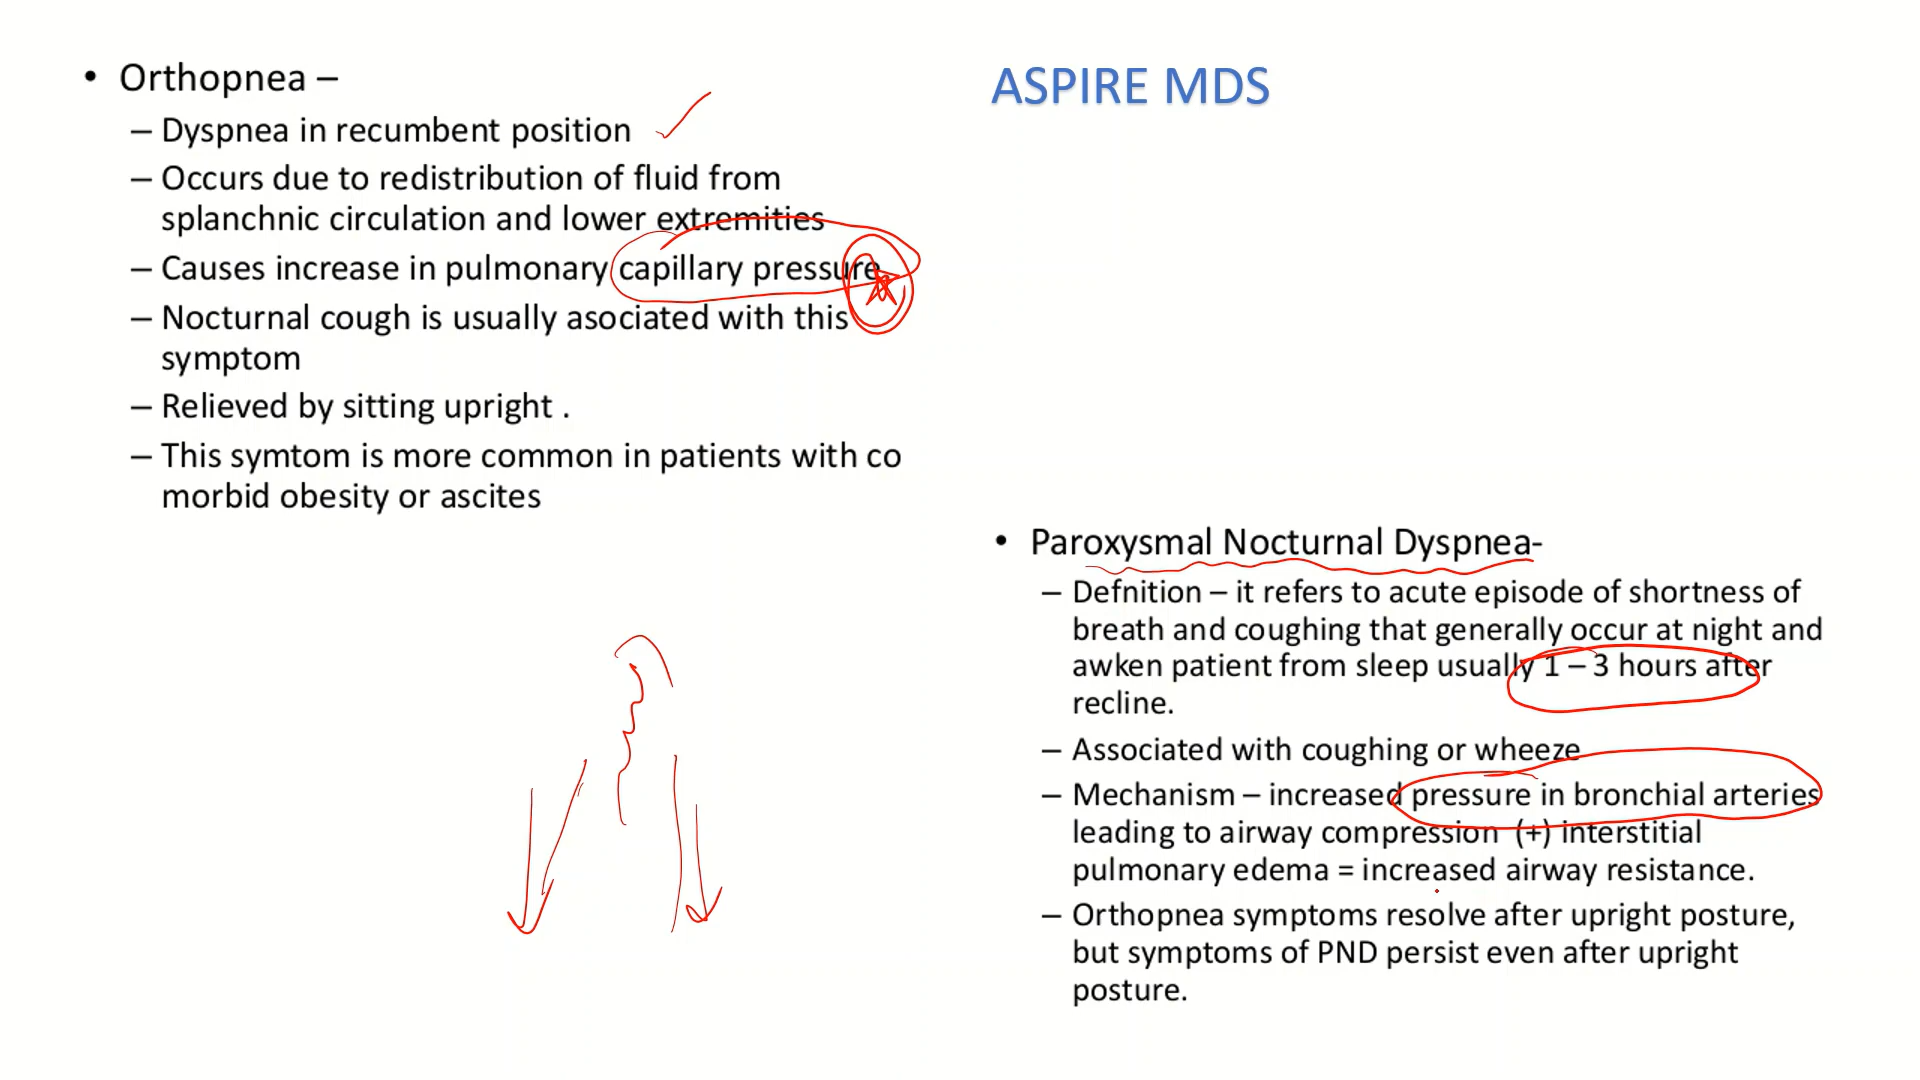 • Orthopnea –
– Dyspnea in recumbent position
– Occurs due to redistribution of fluid from
splanchnic circulation and lower extremities
– Causes increase in pulmonary capillary pressure
– Nocturnal cough is usually asociated with this
symptom
– Relieved by sitting upright .
– This symtom is more common in patients with co
morbid obesity or ascites
ASPIRE MDS
• Paroxysmal Nocturnal Dyspnea-
– Defnition – it refers to acute episode of shortness of
breath and coughing that generally occur at night and
awken patient from sleep usually 1 – 3 hours after
recline.
– Associated with coughing or wheeze
– Mechanism – increased pressure in bronchial arteries
leading to airway compression (+) interstitial
pulmonary edema = increased airway resistance.
– Orthopnea symptoms resolve after upright posture,
but symptoms of PND persist even after upright
posture.